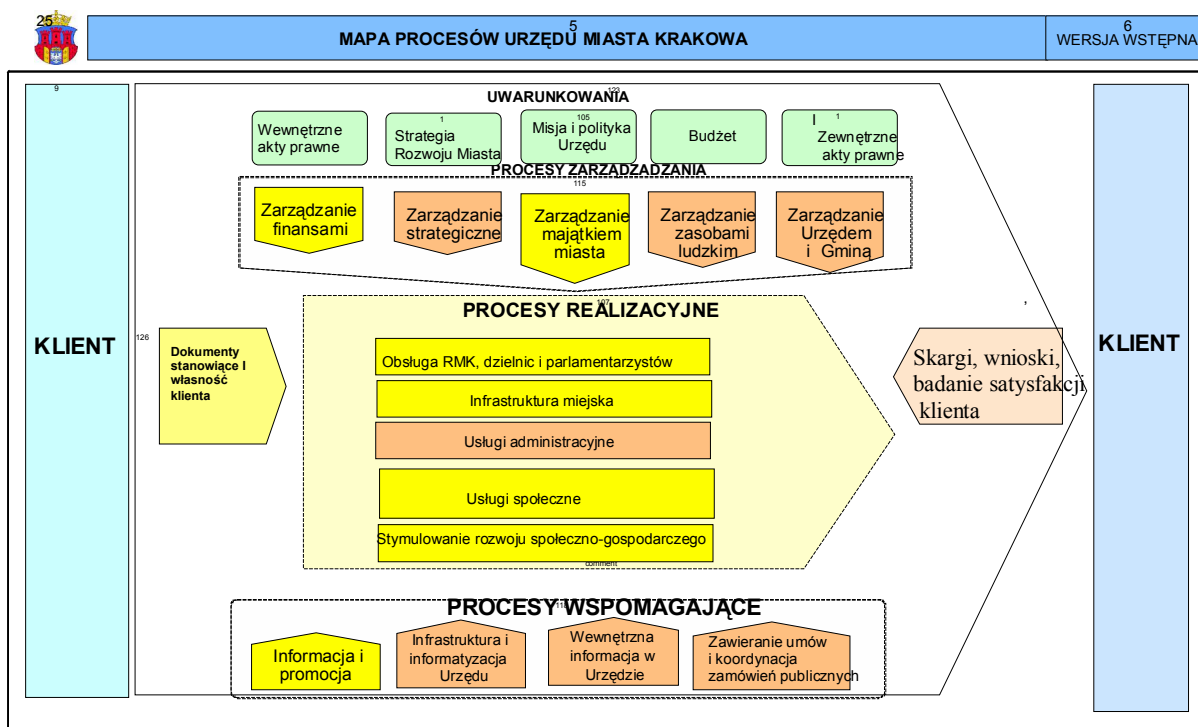 25
5
MAPA PROCESÓW URZĘDU MIASTA KRAKOWA
6
WERSJA WSTĘPNA
9
KLIENT
123
UWARUNKOWANIA
Wewnętrzne
akty prawne
1
Strategia
Rozwoju Miasta
105
Misja i polityka
Urzędu
Budżet
I
1
Zewnętrzne
akty prawne
PROCESY ZARZĄDZADZANIA
115
Zarządzanie
finansami
Zarządzanie
strategiczne
Zarządzanie
majątkiem
miasta
Zarządzanie
zasobami
ludzkim
Zarządzanie
Urzędem
i Gminą
126
Dokumenty
stanowiące I
własność
klienta
107
PROCESY REALIZACYJNE
Obsługa RMK, dzielnic i parlamentarzystów
Infrastruktura miejska
Usługi administracyjne
Usługi społeczne
Stymulowanie rozwoju społeczno-gospodarczego
comment
,
Skargi, wnioski,
badanie satysfakcji
klienta
KLIENT
PROCESY WSPOMAGAJĄCE
Informacja i
promocja
Infrastruktura i
informatyzacja
Urzędu
Wewnętrzna
informacja w
Urzędzie
Zawieranie umów
i koordynacja
zamówień publicznych